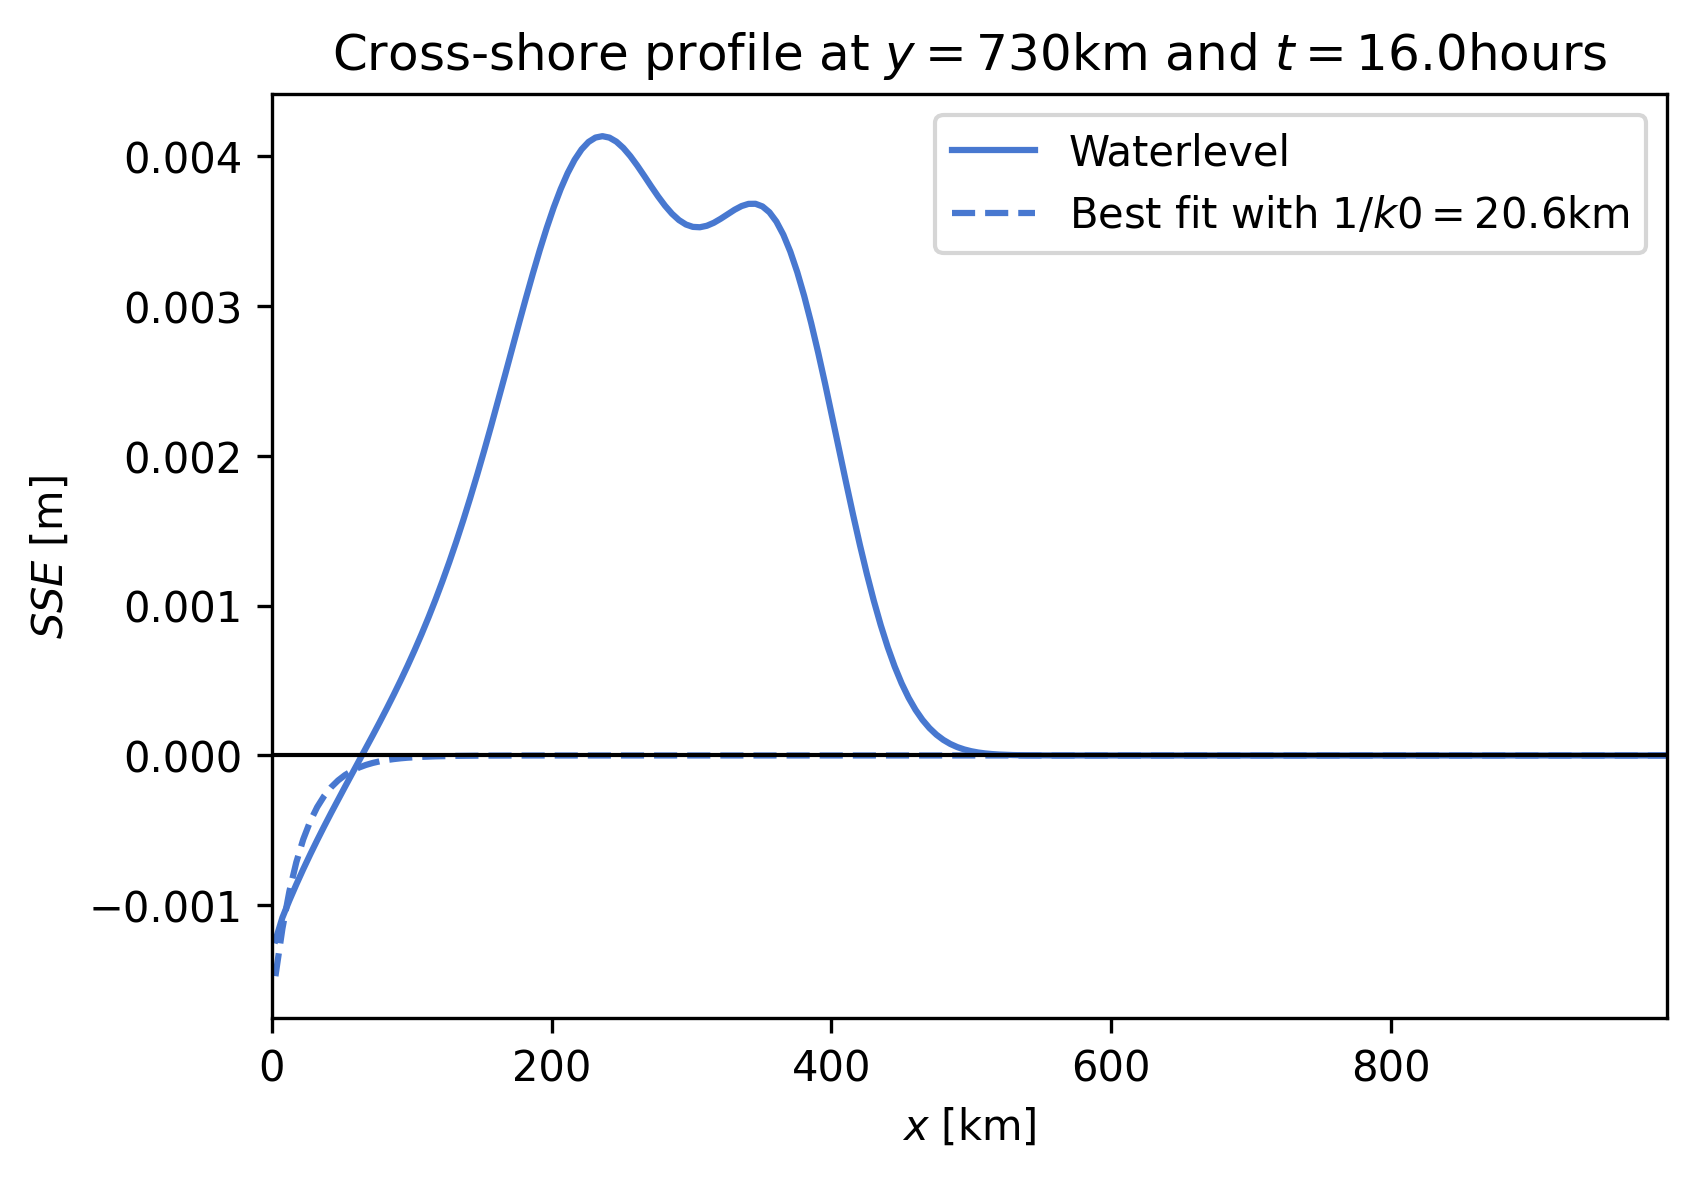 Cross-shore profile at y = 730km and t = 16.0hours
Waterlevel
Best fit with 1/k0 = 20.6km
0.004
0.003
0.002
0.001
0.000
−0.001
SSE [m]
0 200 400 600 800
x [km]